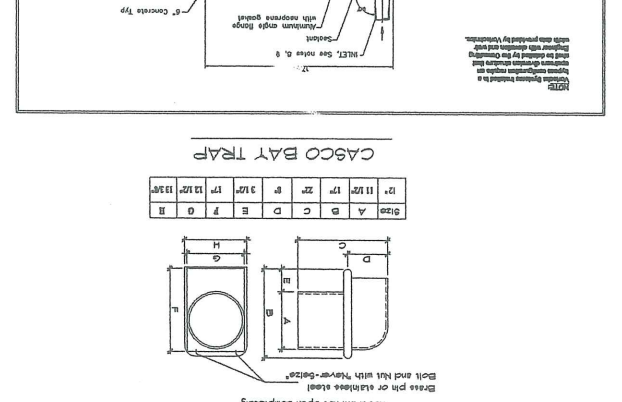 Brass pin or stainless steel
Bolt and Nut with "Never-Seize"
A
B
E
F
D
C
G
H
Size A B C D E F G H
12" 11 1/2" 17" 22" 8" 3 1/2" 17" 12 1/2" 13 3/8"
CASCO BAY TRAP
NOTE:
Vortechs Systems installed in a
bypass configuration require an
upstream diversion structure that
shall be detailed by the Consulting
Engineer with elevation and weir
width data provided by Vortechnics.
INLET, See notes 8, 9
Sealant
Aluminum angle flange
with neoprene gasket
6" Concrete Typ